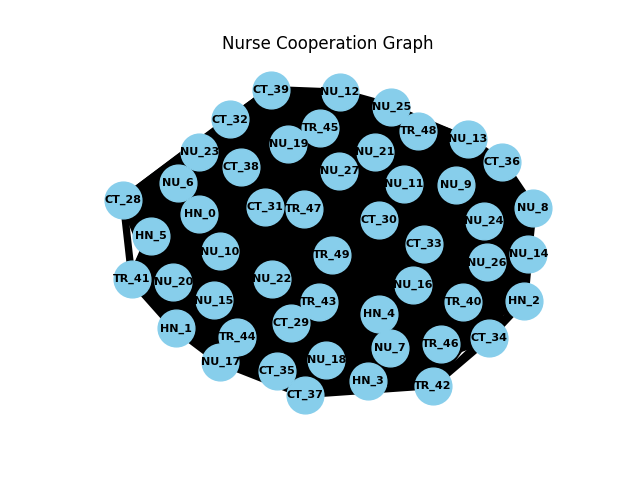 Nurse Cooperation Graph
CT_39
NU_12
NU_25
CT_32
TR_45
TR_48
NU_13
NU_19
NU_23
NU_21
CT_36
CT_38
NU_27
NU_6
NU_11
NU_9
CT_28
HN_0
CT_31
TR_47
NU_8
CT_30
NU_24
HN_5
CT_33
NU_10
TR_49
NU_14
NU_26
TR_41
NU_20
NU_22
NU_16
NU_15
TR_43
TR_40
HN_2
HN_4
CT_29
HN_1
TR_44
CT_34
TR_46
NU_7
NU_17
NU_18
CT_35
HN_3
TR_42
CT_37